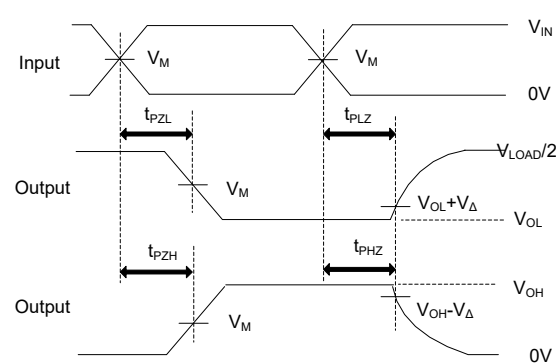 V_IN
Input V_M V_M
0V
t_PZL t_PLZ
V_LOAD/2
Output V_M V_OL+V_Δ
V_OL
t_PZH t_PHZ
V_OH
Output V_M V_OH-V_Δ
0V